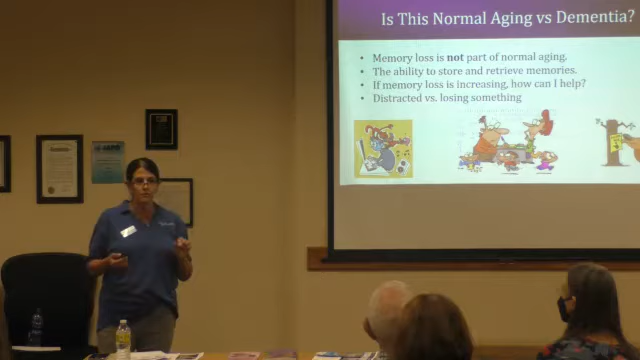 Is This Normal Aging vs Dementia?
• Memory loss is not part of normal aging.
• The ability to store and retrieve memories.
• If memory loss is increasing, how can I help?
• Distracted vs. losing something